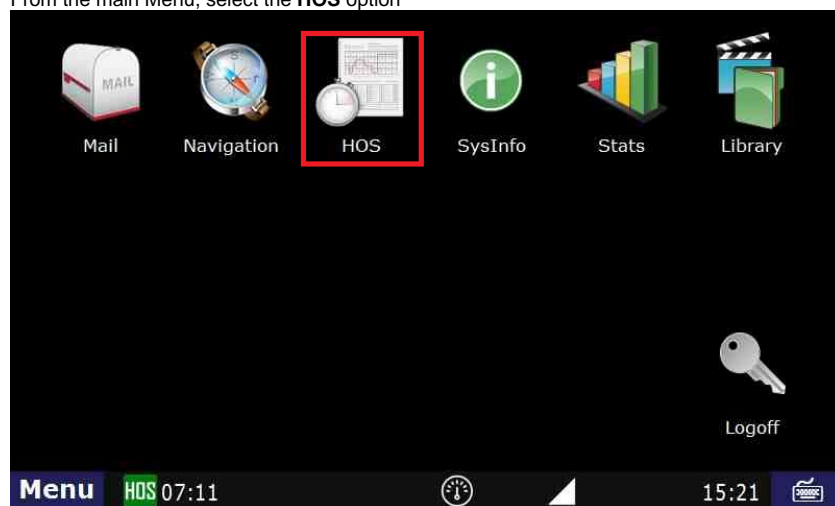 From the main Menu, select the HOS option
MAIL
Mail Navigation HOS SysInfo Stats Library
Logoff
Menu HOS 07:11 15:21